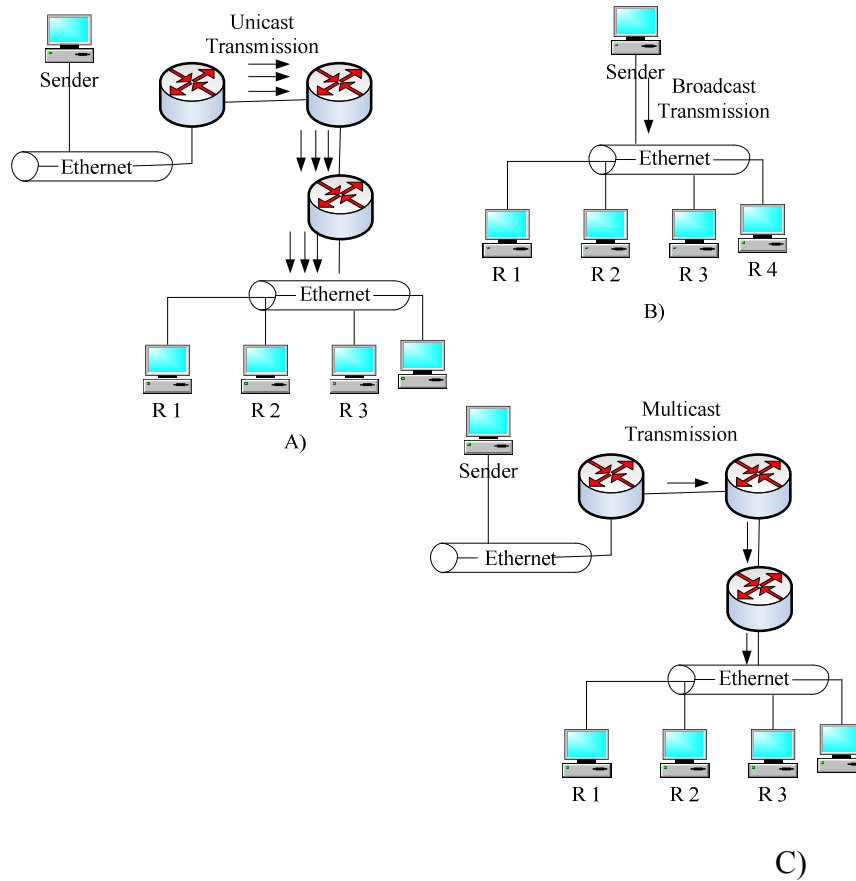 Unicast
Transmission
Sender
Ethernet
Ethernet
R 1
R 2
R 3
A)
Sender
Broadcast
Transmission
Ethernet
R 1
R 2
R 3
R 4
B)
Multicast
Transmission
Sender
Ethernet
Ethernet
R 1
R 2
R 3
C)